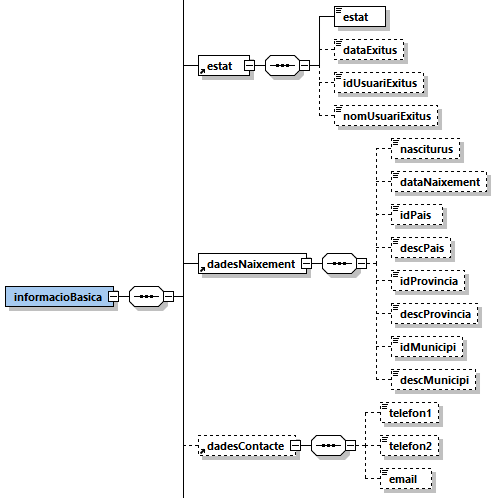 estat
dataExitus
estat
idUsuariExitus
nomUsuariExitus
nasciturus
dataNaixement
idPais
descPais
dadesNaixement
idProvincia
informacioBasica
descProvincia
idMunicipi
descMunicipi
telefon1
dadesContacte
telefon2
email